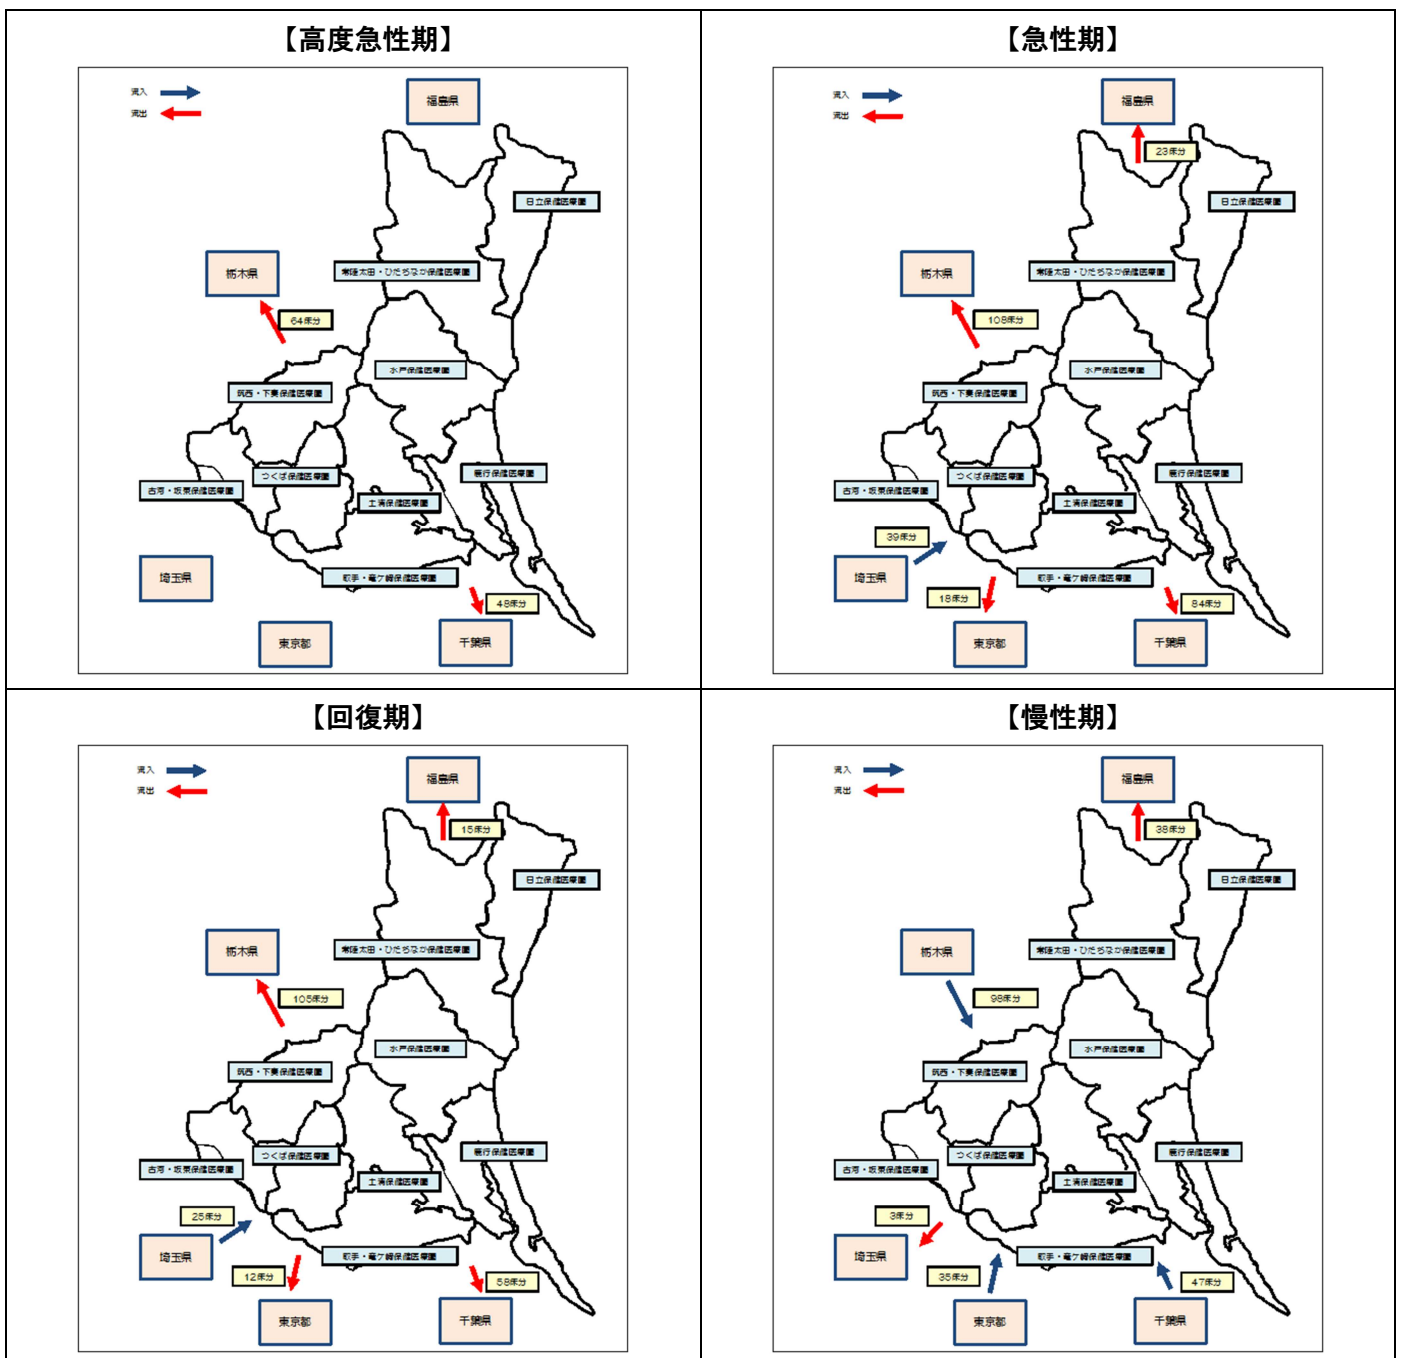 【高度急性期】
流入
流出
福島県
日立保健医療圏
栃木県
常陸太田・ひたちなか保健医療圏
64床分
水戸保健医療圏
筑西・下妻保健医療圏
つくば保健医療圏
鹿行保健医療圏
古河・坂東保健医療圏
土浦保健医療圏
埼玉県
取手・竜ケ崎保健医療圏
48床分
東京都
千葉県
【急性期】
流入
流出
福島県
23床分
日立保健医療圏
栃木県
常陸太田・ひたちなか保健医療圏
108床分
水戸保健医療圏
筑西・下妻保健医療圏
つくば保健医療圏
鹿行保健医療圏
古河・坂東保健医療圏
土浦保健医療圏
39床分
埼玉県
取手・竜ケ崎保健医療圏
18床分
84床分
東京都
千葉県
【回復期】
流入
流出
福島県
15床分
日立保健医療圏
栃木県
常陸太田・ひたちなか保健医療圏
105床分
水戸保健医療圏
筑西・下妻保健医療圏
つくば保健医療圏
鹿行保健医療圏
古河・坂東保健医療圏
土浦保健医療圏
25床分
埼玉県
取手・竜ケ崎保健医療圏
12床分
58床分
東京都
千葉県
【慢性期】
流入
流出
福島県
38床分
日立保健医療圏
栃木県
常陸太田・ひたちなか保健医療圏
98床分
水戸保健医療圏
筑西・下妻保健医療圏
つくば保健医療圏
鹿行保健医療圏
古河・坂東保健医療圏
土浦保健医療圏
3床分
埼玉県
取手・竜ケ崎保健医療圏
35床分
47床分
東京都
千葉県